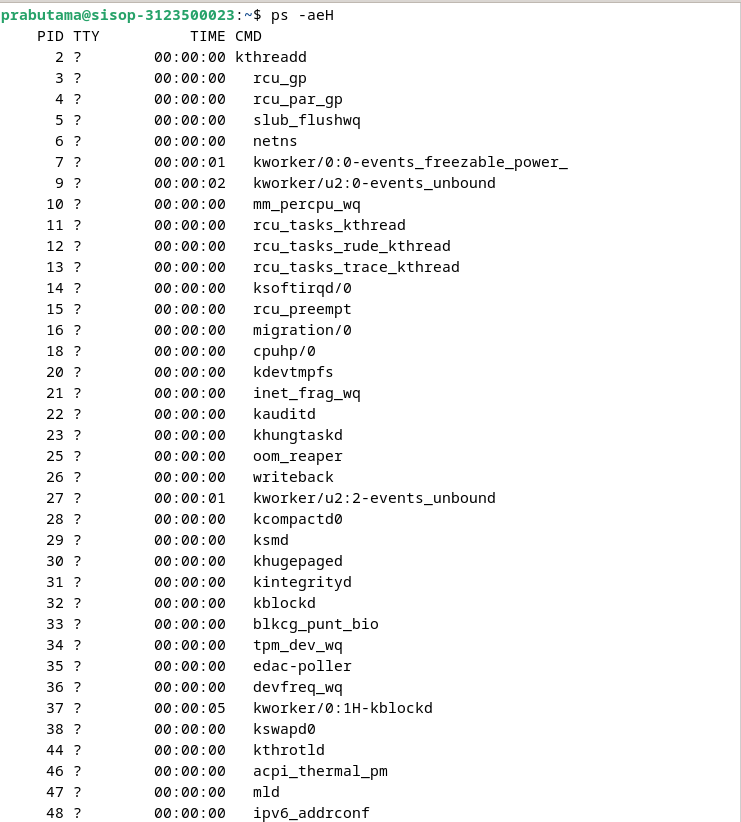 prabutama@sisop-3123500023:~$ ps -aeH
PID TTY TIME CMD
2 ? 00:00:00 kthreadd
3 ? 00:00:00 rcu_gp
4 ? 00:00:00 rcu_par_gp
5 ? 00:00:00 slub_flushwq
6 ? 00:00:00 netns
7 ? 00:00:01 kworker/0:0-events_freezable_power_
9 ? 00:00:02 kworker/u2:0-events_unbound
10 ? 00:00:00 mm_percpu_wq
11 ? 00:00:00 rcu_tasks_kthread
12 ? 00:00:00 rcu_tasks_rude_kthread
13 ? 00:00:00 rcu_tasks_trace_kthread
14 ? 00:00:00 ksoftirqd/0
15 ? 00:00:00 rcu_preempt
16 ? 00:00:00 migration/0
18 ? 00:00:00 cpuhp/0
20 ? 00:00:00 kdevtmpfs
21 ? 00:00:00 inet_frag_wq
22 ? 00:00:00 kauditd
23 ? 00:00:00 khungtaskd
25 ? 00:00:00 oom_reaper
26 ? 00:00:00 writeback
27 ? 00:00:01 kworker/u2:2-events_unbound
28 ? 00:00:00 kcompactd0
29 ? 00:00:00 ksmd
30 ? 00:00:00 khugepaged
31 ? 00:00:00 kintegrityd
32 ? 00:00:00 kblockd
33 ? 00:00:00 blkcg_punt_bio
34 ? 00:00:00 tpm_dev_wq
35 ? 00:00:00 edac-poller
36 ? 00:00:00 devfreq_wq
37 ? 00:00:05 kworker/0:1H-kblockd
38 ? 00:00:00 kswapd0
44 ? 00:00:00 kthrotld
46 ? 00:00:00 acpi_thermal_pm
47 ? 00:00:00 mld
48 ? 00:00:00 ipv6_addrconf